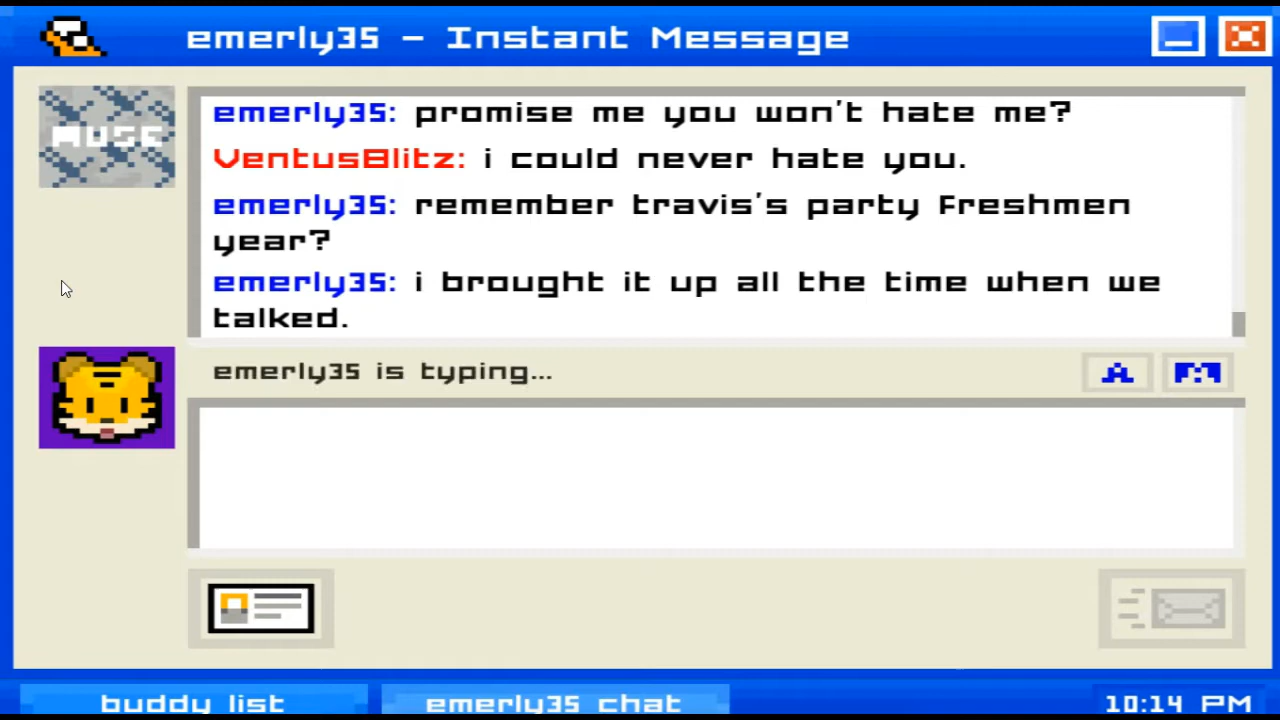 emerly35 - Instant Message
MUSE
emerly35: promise me you won't hate me?
VentusBlitz: i could never hate you.
emerly35: remember travis's party Freshmen
year?
emerly35: i brought it up all the time when we
talked.
emerly35 is typing...
A
buddy list
emerly35 chat
10:14 PM